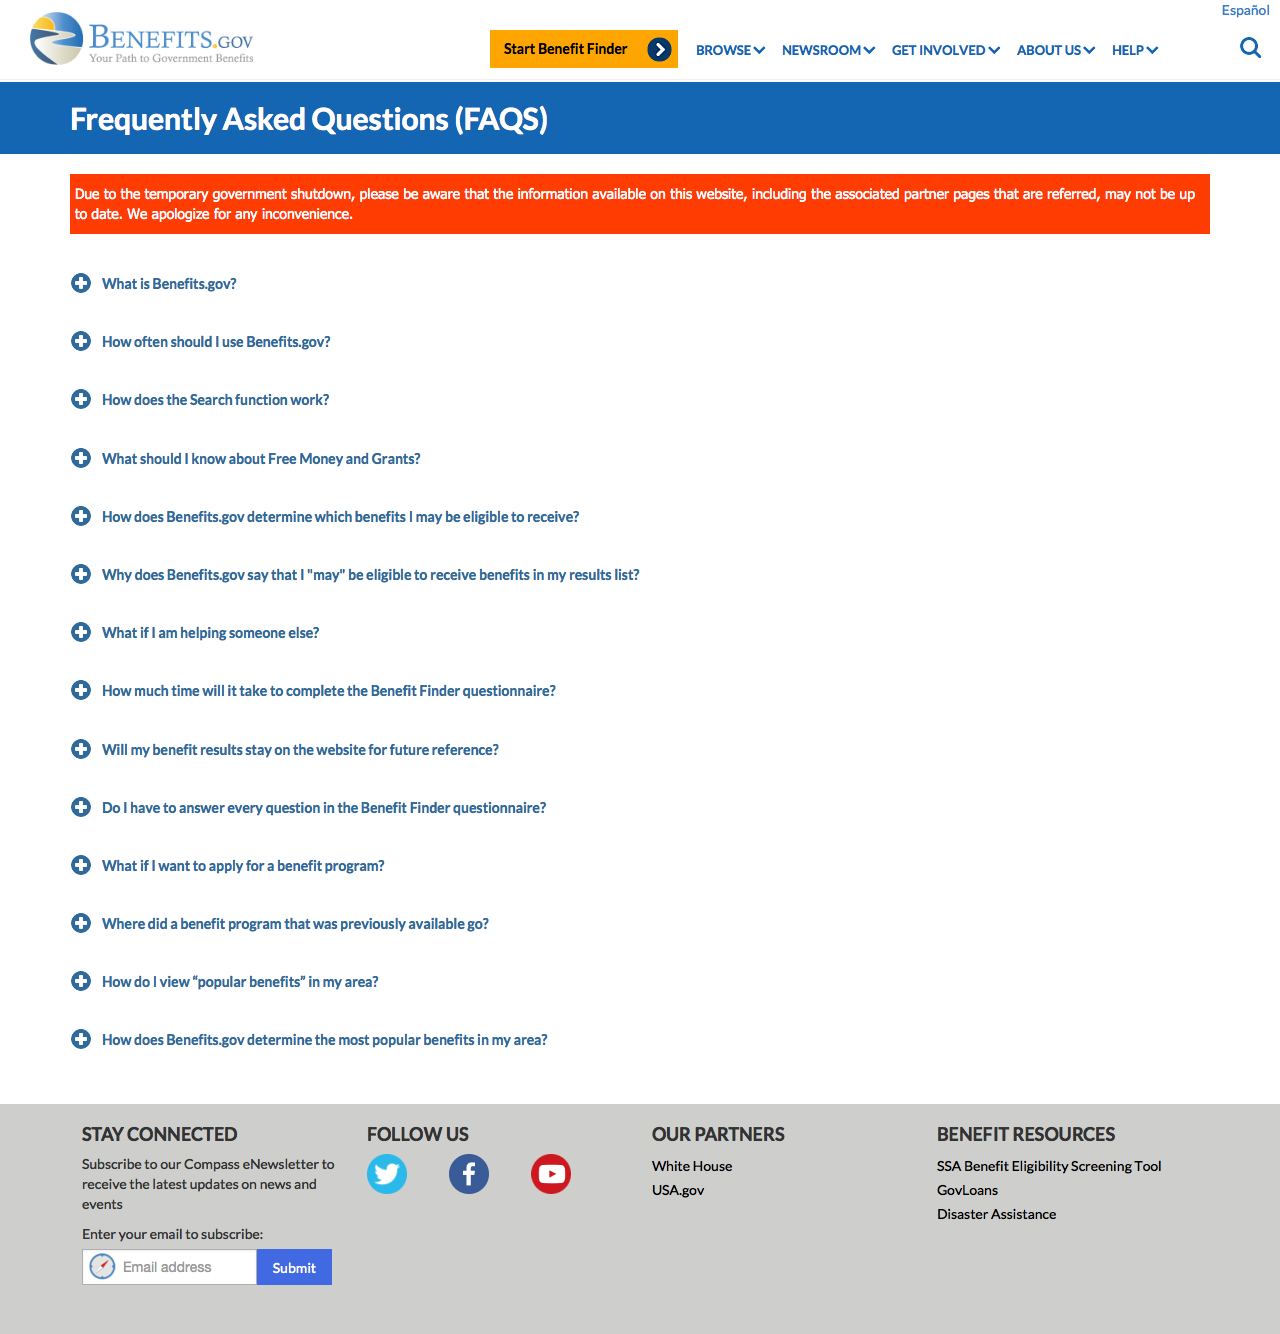 Español
BENEFITS.GOV
Your Path to Government Benefits
Start Benefit Finder
BROWSE
NEWSROOM
GET INVOLVED
ABOUT US
HELP
Frequently Asked Questions (FAQS)
Due to the temporary government shutdown, please be aware that the information available on this website, including the associated partner pages that are referred, may not be up
to date. We apologize for any inconvenience.
What is Benefits.gov?
How often should I use Benefits.gov?
How does the Search function work?
What should I know about Free Money and Grants?
How does Benefits.gov determine which benefits I may be eligible to receive?
Why does Benefits.gov say that I "may" be eligible to receive benefits in my results list?
What if I am helping someone else?
How much time will it take to complete the Benefit Finder questionnaire?
Will my benefit results stay on the website for future reference?
Do I have to answer every question in the Benefit Finder questionnaire?
What if I want to apply for a benefit program?
Where did a benefit program that was previously available go?
How do I view “popular benefits” in my area?
How does Benefits.gov determine the most popular benefits in my area?
STAY CONNECTED
Subscribe to our Compass eNewsletter to
receive the latest updates on news and
events
Enter your email to subscribe:
Email address
Submit
FOLLOW US
OUR PARTNERS
White House
USA.gov
BENEFIT RESOURCES
SSA Benefit Eligibility Screening Tool
GovLoans
Disaster Assistance